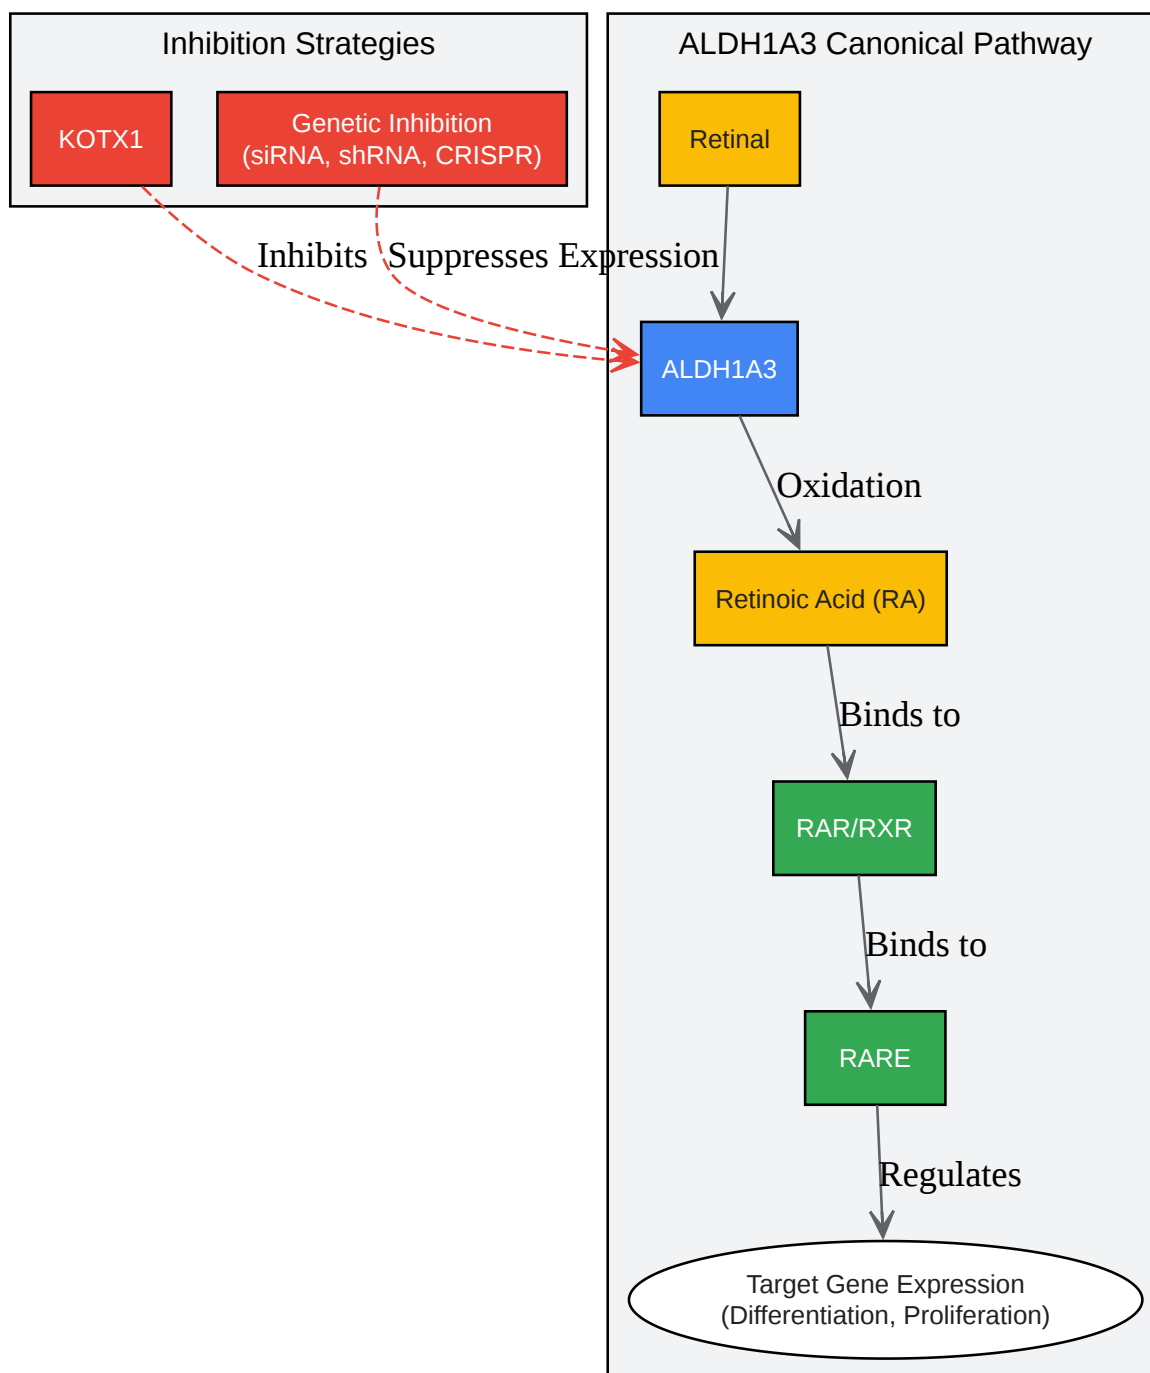 Inhibition Strategies
KOTX1
Genetic Inhibition
(siRNA, shRNA, CRISPR)
Inhibits
Suppresses Expression
ALDH1A3 Canonical Pathway
Retinal
ALDH1A3
Oxidation
Retinoic Acid (RA)
Binds to
RAR/RXR
Binds to
RARE
Regulates
Target Gene Expression
(Differentiation, Proliferation)